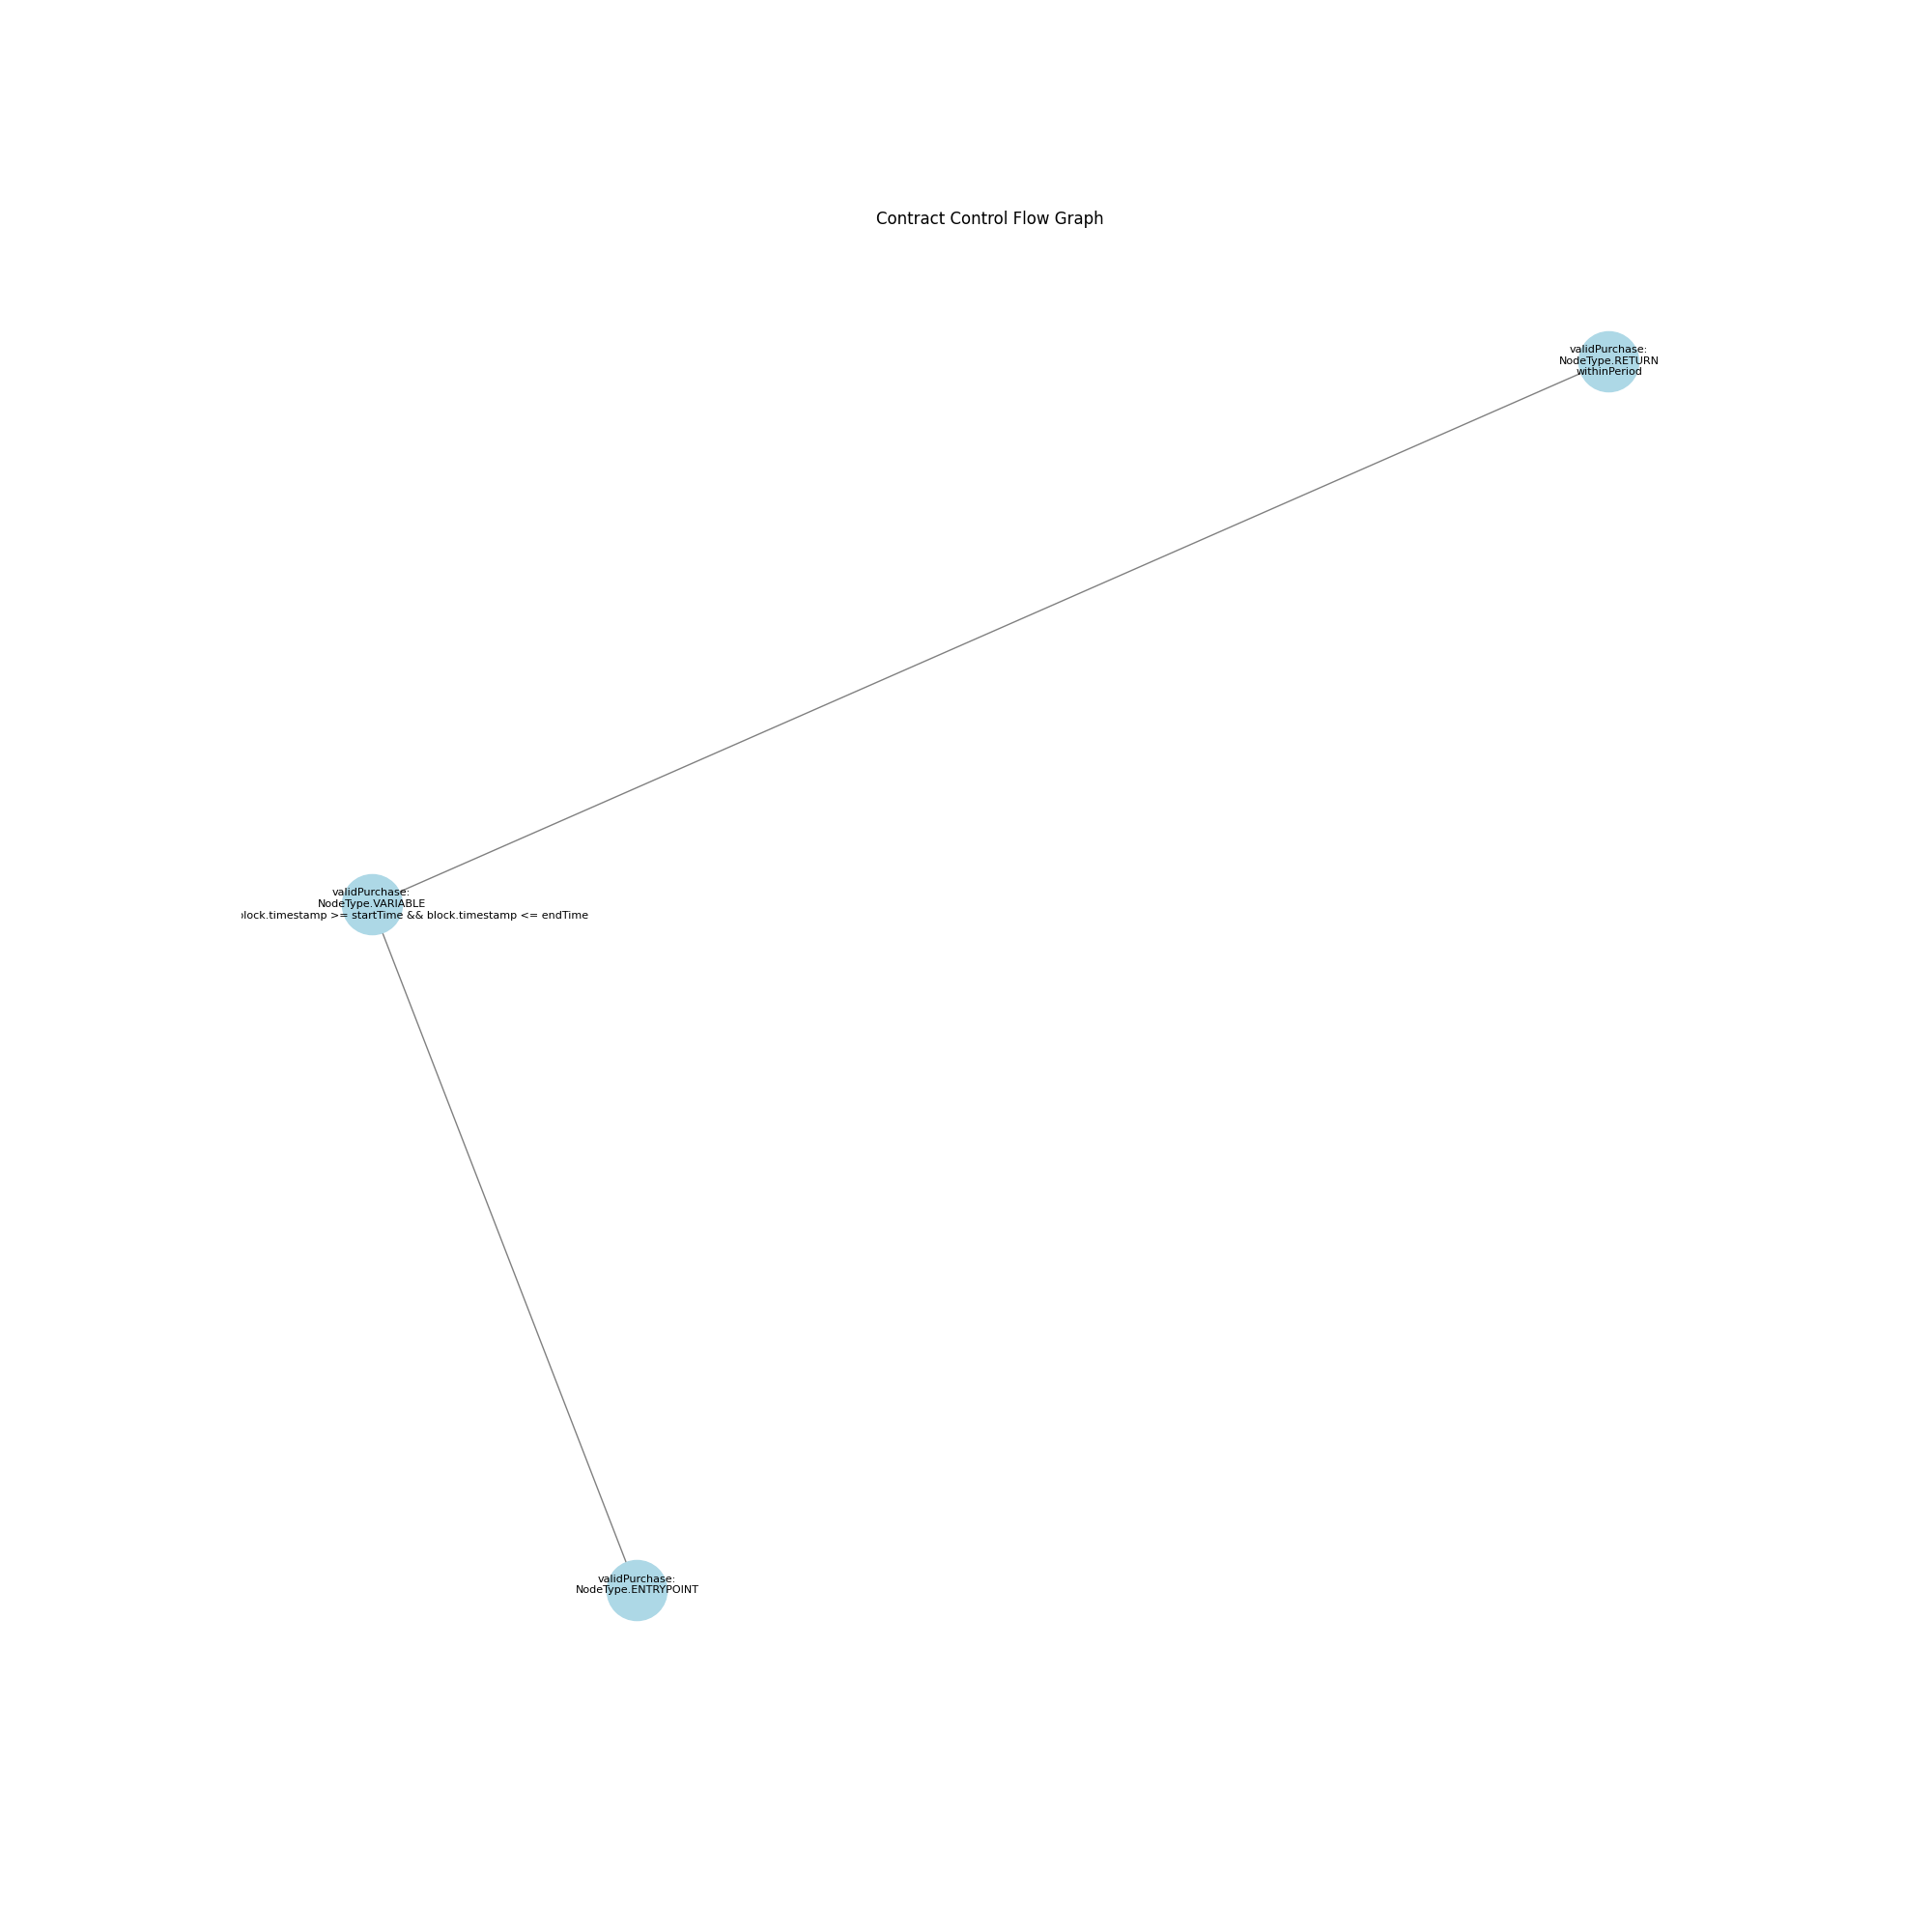 Contract Control Flow Graph
validPurchase:
NodeType.RETURN
withinPeriod
validPurchase:
NodeType.VARIABLE
block.timestamp >= startTime && block.timestamp <= endTime
validPurchase:
NodeType.ENTRYPOINT